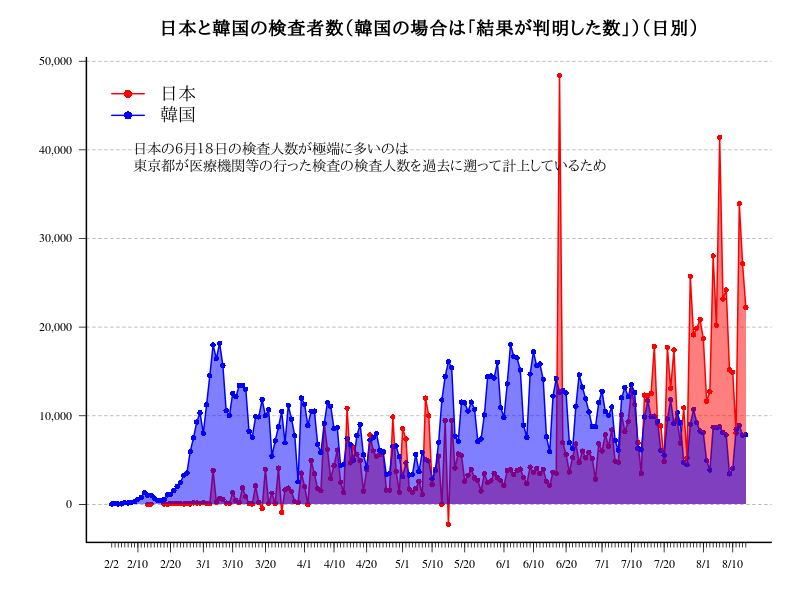 日本と韓国の検査者数（韓国の場合は「結果が判明した数」）（日別）
50,000
日本
韓国
日本の6月18日の検査人数が極端に多いのは
40,000
東京都が医療機関等の行った検査の検査人数を過去に遡って計上しているため
30,000
20,000
10,000
0
2/2 2/10 2/20 3/1 3/10 3/20 4/1 4/10 4/20 5/1 5/10 5/20 6/1 6/10 6/20 7/1 7/10 7/20 8/1 8/10